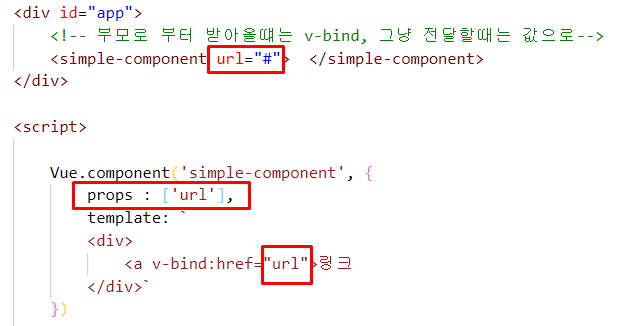 <div id="app">
<!-- 부모로 부터 받아올떄는 v-bind, 그냥 전달할때는 값으로-->
<simple-component url="#">  </simple-component>
</div>
<script>
Vue.component('simple-component', {
props : ['url'],
template: `
<div>
<a v-bind:href="url">링크
</div>`
})